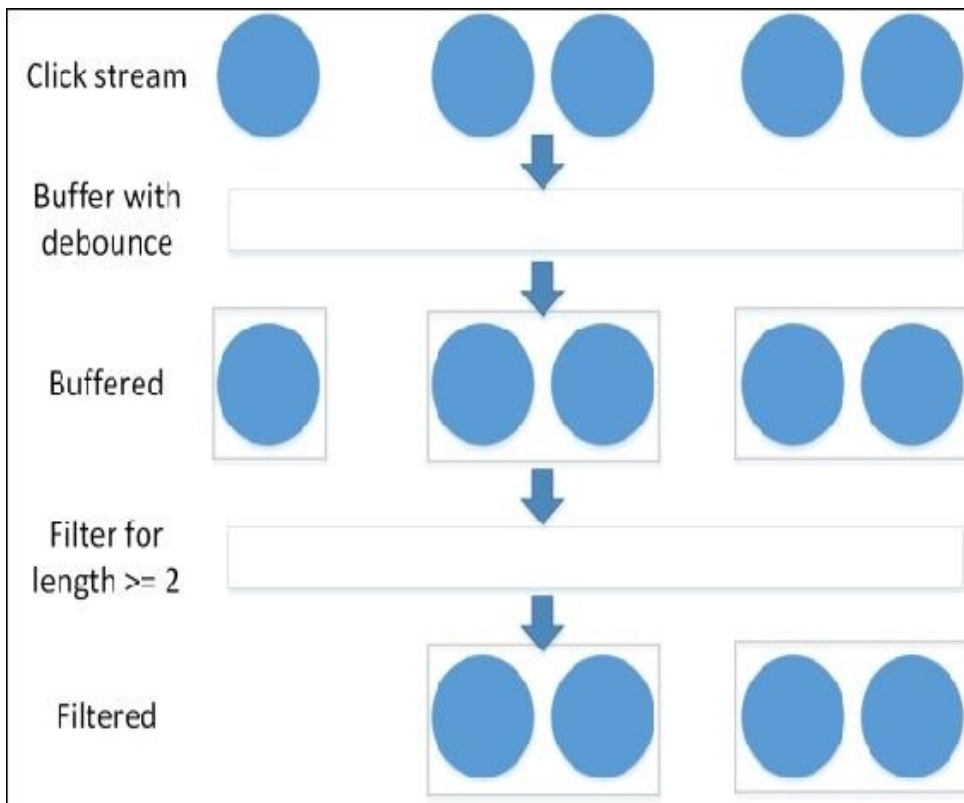 Click stream
Buffer with
debounce
Buffered
Filter for
length >= 2
Filtered